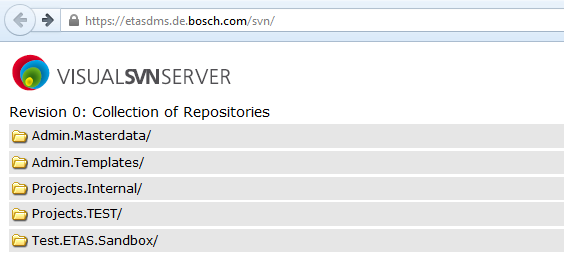 https://etasdms.de.bosch.com/svn/
VISUALSVNSERVER
Revision 0: Collection of Repositories
Admin.Masterdata/
Admin.Templates/
Projects.Internal/
Projects.TEST/
Test.ETAS.Sandbox/